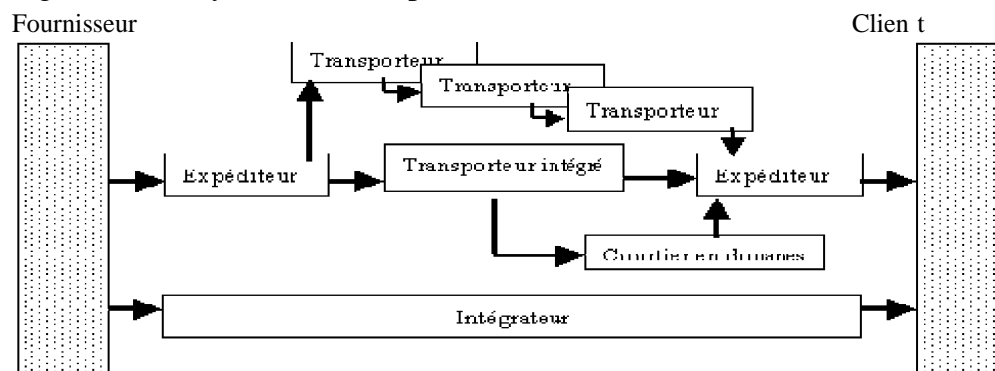 Fournisseur
Clien t
Transporteur
Transporteur
Transporteur
Expéditeur
Transporteur intégré
Expéditeur
Courtier en douanes
Intégrateur